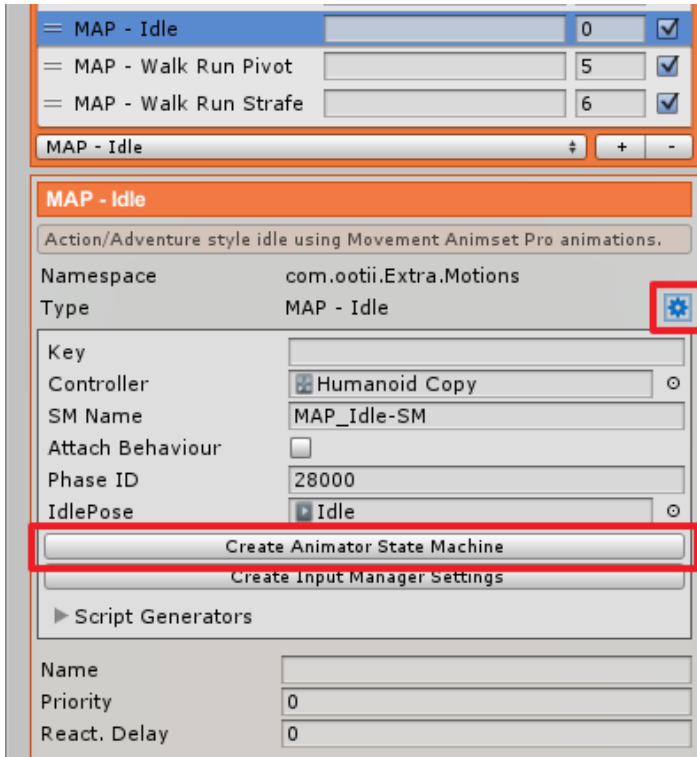 MAP - Idle 0
MAP - Walk Run Pivot 5
MAP - Walk Run Strafe 6
MAP - Idle + -
MAP - Idle
Action/Adventure style idle using Movement Animset Pro animations.
Namespace com.ootii.Extra.Motions
Type MAP - Idle
Key
Controller Humanoid Copy
SM Name MAP_Idle-SM
Attach Behaviour
Phase ID 28000
IdlePose Idle
Create Animator State Machine
Create Input Manager Settings
Script Generators
Name
Priority 0
React. Delay 0